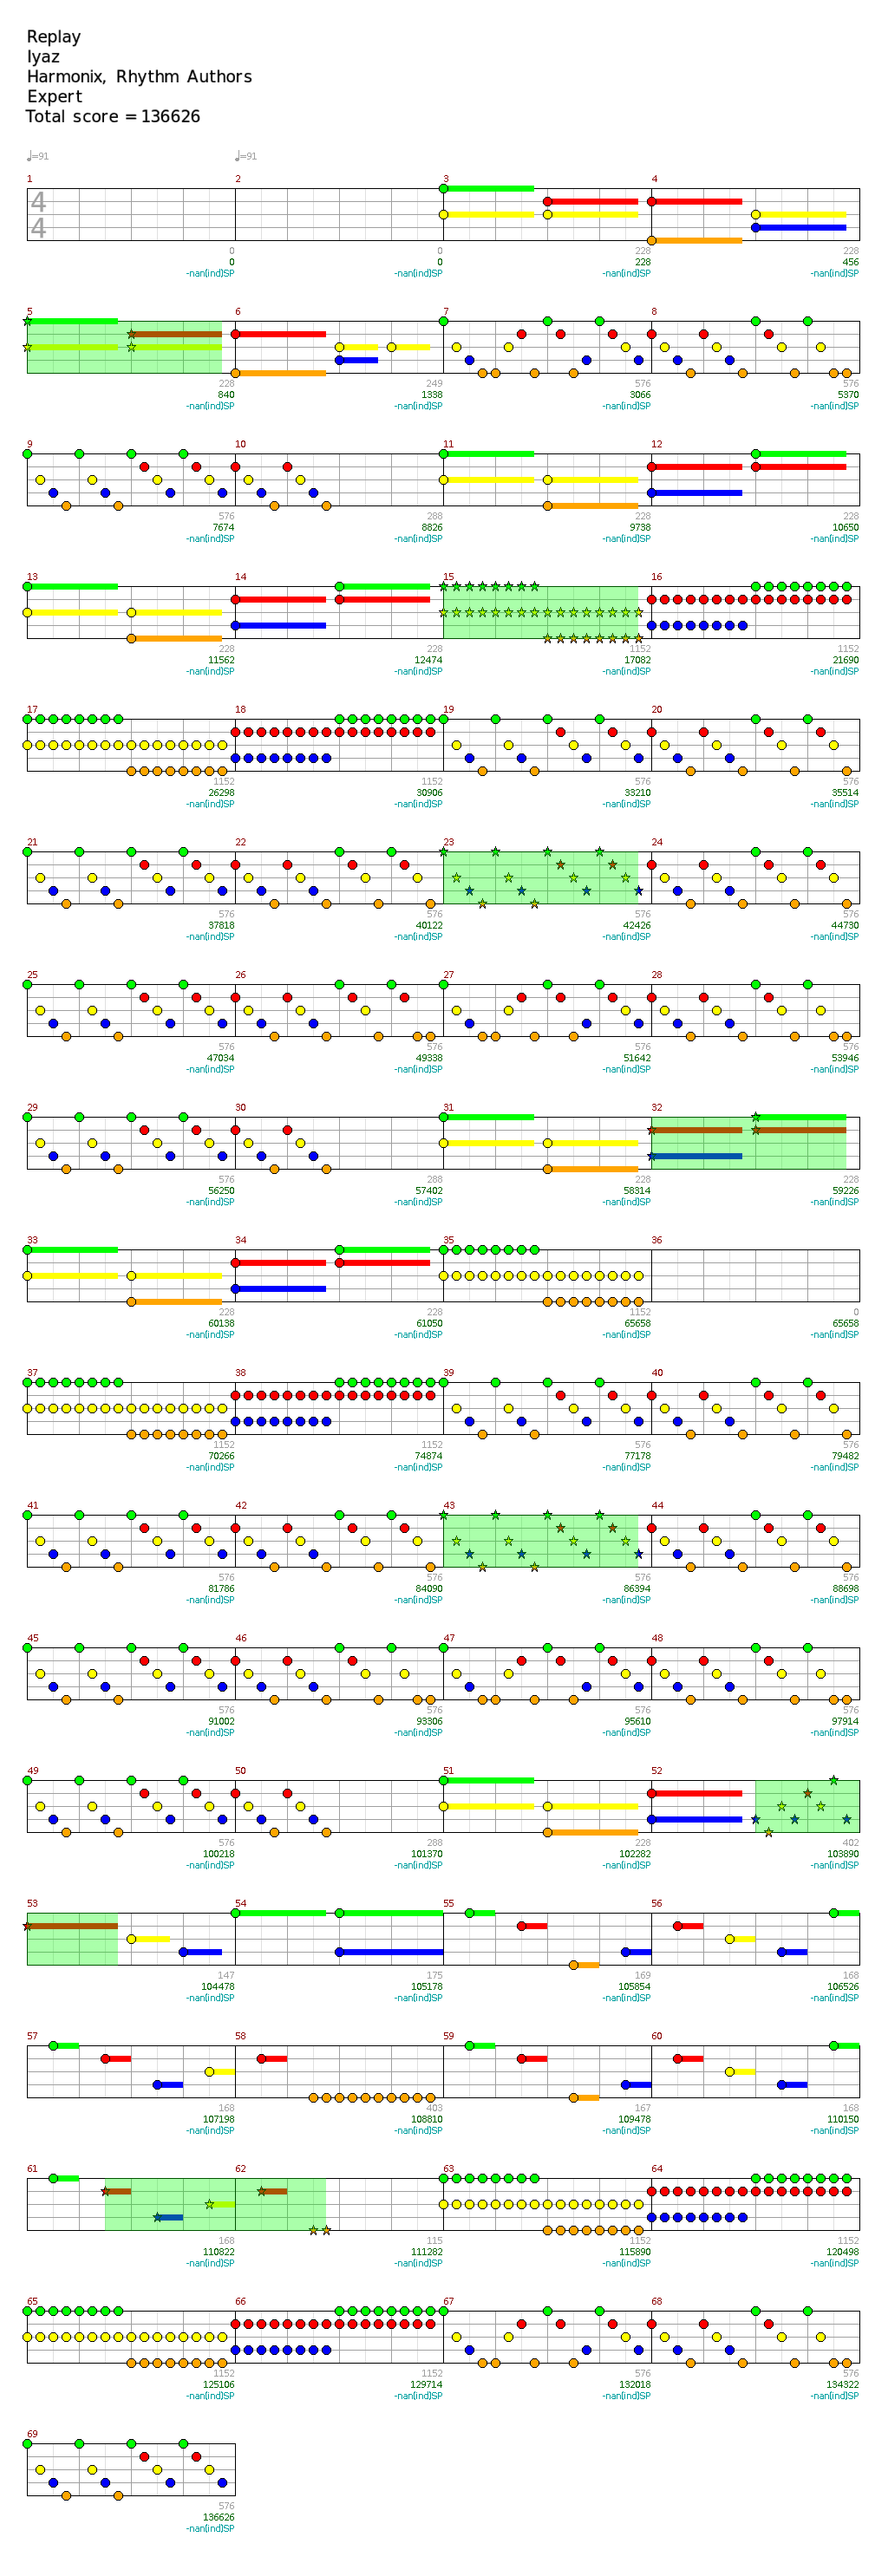 Replay
Iyaz
Harmonix, Rhythm Authors
Expert
Total score = 136626
♩=91 ♩=91
1 2 3 4
4
4
0 0 228 228
0 0 228 456
-nan(ind)SP -nan(ind)SP -nan(ind)SP -nan(ind)SP
5 6 7 8
228 249 576 576
840 1338 3066 5370
-nan(ind)SP -nan(ind)SP -nan(ind)SP -nan(ind)SP
9 10 11 12
576 288 228 228
7674 8826 9738 10650
-nan(ind)SP -nan(ind)SP -nan(ind)SP -nan(ind)SP
13 14 15 16
228 228 1152 1152
11562 12474 17082 21690
-nan(ind)SP -nan(ind)SP -nan(ind)SP -nan(ind)SP
17 18 19 20
1152 1152 576 576
26298 30906 33210 35514
-nan(ind)SP -nan(ind)SP -nan(ind)SP -nan(ind)SP
21 22 23 24
576 576 576 576
37818 40122 42426 44730
-nan(ind)SP -nan(ind)SP -nan(ind)SP -nan(ind)SP
25 26 27 28
576 576 576 576
47034 49338 51642 53946
-nan(ind)SP -nan(ind)SP -nan(ind)SP -nan(ind)SP
29 30 31 32
576 288 228 228
56250 57402 58314 59226
-nan(ind)SP -nan(ind)SP -nan(ind)SP -nan(ind)SP
33 34 35 36
228 228 1152 0
60138 61050 65658 65658
-nan(ind)SP -nan(ind)SP -nan(ind)SP -nan(ind)SP
37 38 39 40
1152 1152 576 576
70266 74874 77178 79482
-nan(ind)SP -nan(ind)SP -nan(ind)SP -nan(ind)SP
41 42 43 44
576 576 576 576
81786 84090 86394 88698
-nan(ind)SP -nan(ind)SP -nan(ind)SP -nan(ind)SP
45 46 47 48
576 576 576 576
91002 93306 95610 97914
-nan(ind)SP -nan(ind)SP -nan(ind)SP -nan(ind)SP
49 50 51 52
576 288 228 402
100218 101370 102282 103890
-nan(ind)SP -nan(ind)SP -nan(ind)SP -nan(ind)SP
53 54 55 56
147 175 169 168
104478 105178 105854 106526
-nan(ind)SP -nan(ind)SP -nan(ind)SP -nan(ind)SP
57 58 59 60
168 403 167 168
107198 108810 109478 110150
-nan(ind)SP -nan(ind)SP -nan(ind)SP -nan(ind)SP
61 62 63 64
168 115 1152 1152
110822 111282 115890 120498
-nan(ind)SP -nan(ind)SP -nan(ind)SP -nan(ind)SP
65 66 67 68
1152 1152 576 576
125106 129714 132018 134322
-nan(ind)SP -nan(ind)SP -nan(ind)SP -nan(ind)SP
69
576
136626
-nan(ind)SP